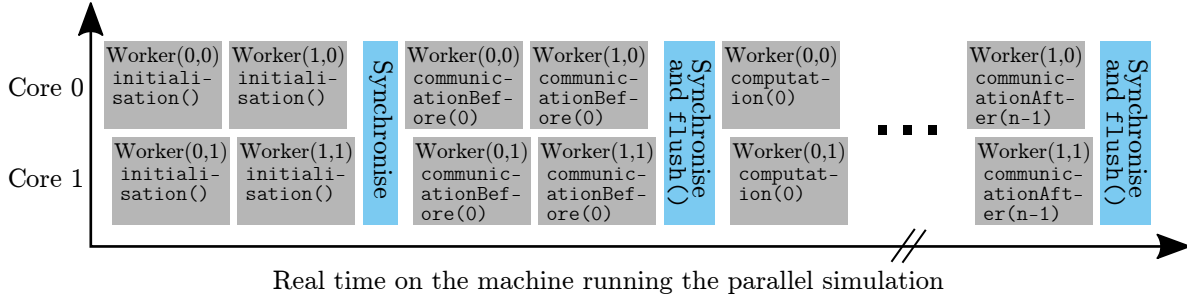 Core 0
Worker(0,0)
initiali-
sation()
Worker(1,0)
initiali-
sation()
Core 1
Worker(0,1)
initiali-
sation()
Worker(1,1)
initiali-
sation()
Synchronise
Worker(0,0)
communic-
ationBef-
ore(0)
Worker(1,0)
communic-
ationBef-
ore(0)
Worker(0,1)
communic-
ationBef-
ore(0)
Worker(1,1)
communic-
ationBef-
ore(0)
Synchronise
and flush()
Worker(0,0)
computat-
ion(0)
Worker(0,1)
computat-
ion(0)
Worker(1,0)
communic-
ationAft-
er(n-1)
Worker(1,1)
communic-
ationAft-
er(n-1)
Synchronise
and flush()
Real time on the machine running the parallel simulation